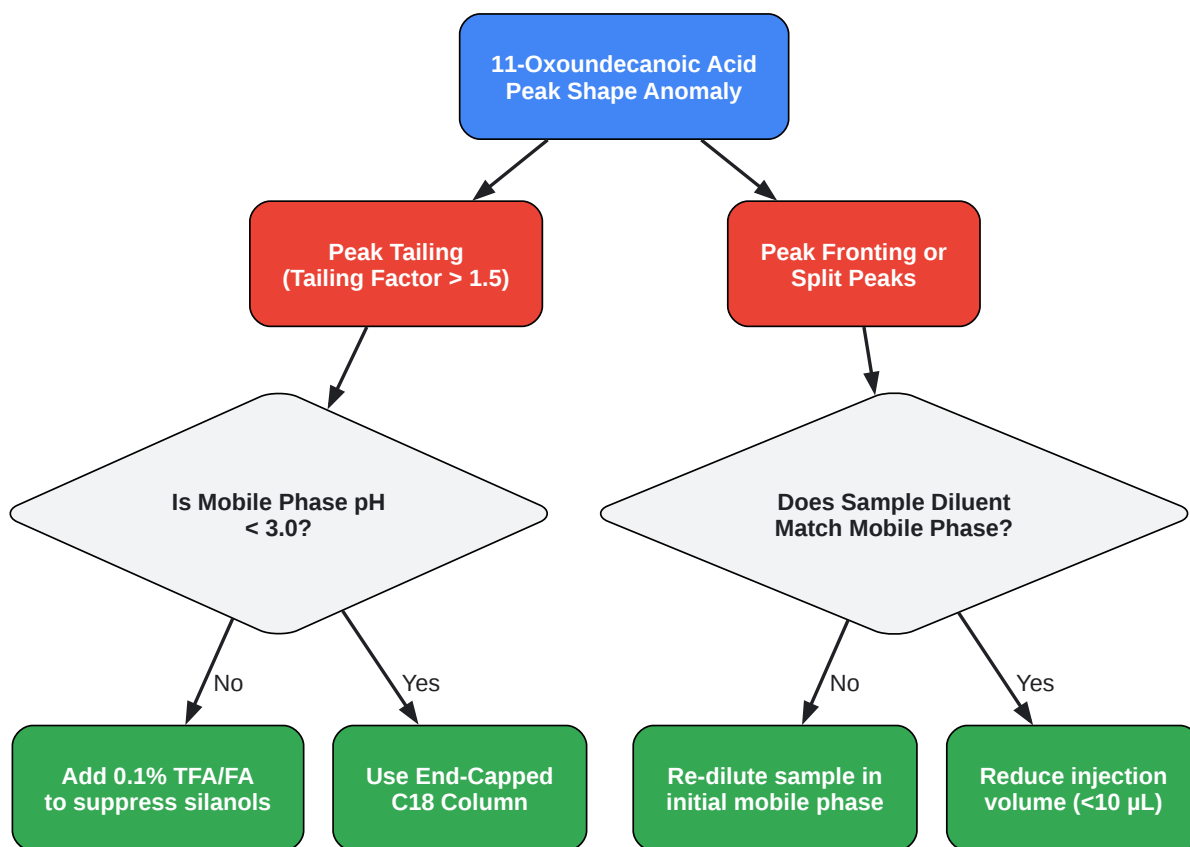 11-Oxoundecanoic Acid
Peak Shape Anomaly
Peak Tailing
(Tailing Factor > 1.5)
Peak Fronting or
Split Peaks
Is Mobile Phase pH
< 3.0?
Does Sample Diluent
Match Mobile Phase?
No
Yes
No
Yes
Add 0.1% TFA/FA
to suppress silanols
Use End-Capped
C18 Column
Re-dilute sample in
initial mobile phase
Reduce injection
volume (<10 µL)